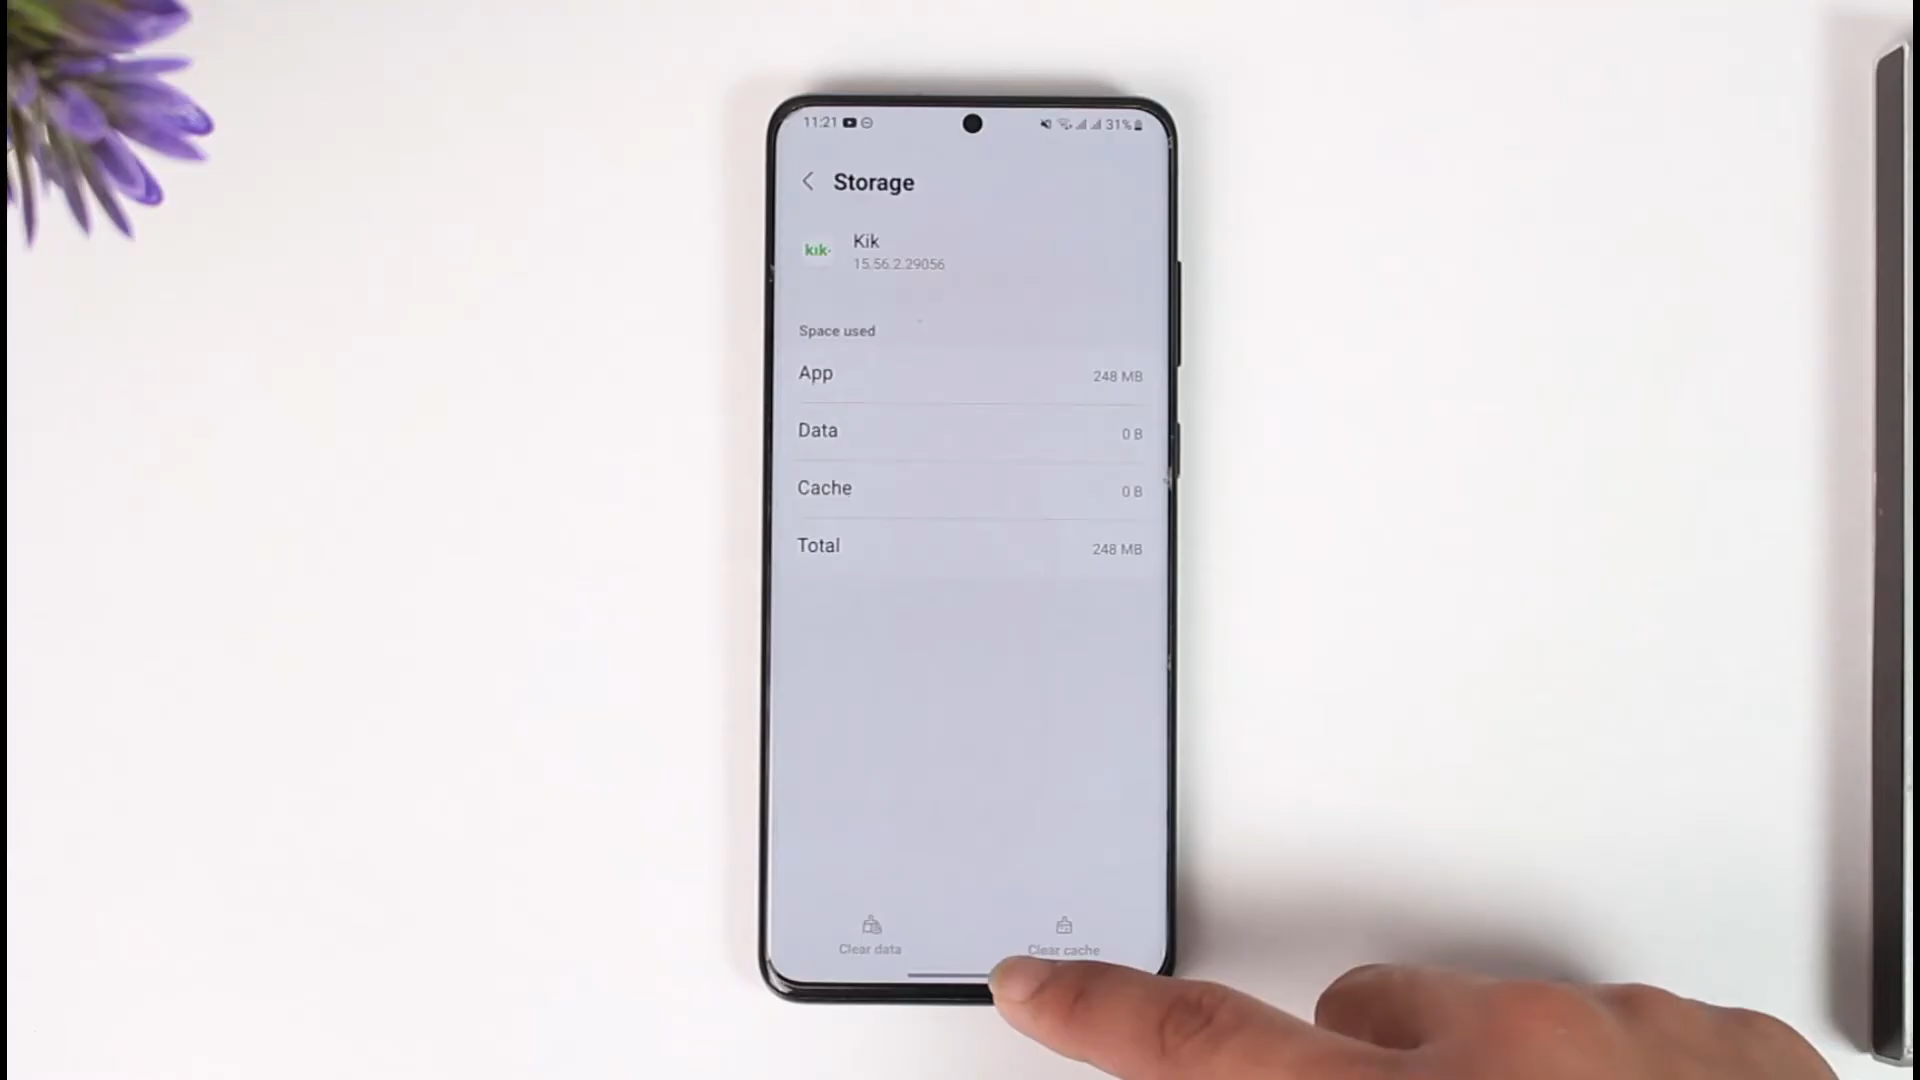 11:21 31%
Storage
kik·
Kik
15.56.2.29056
Space used
App 248 MB
Data 0 B
Cache 0 B
Total 248 MB
Clear data Clear cache